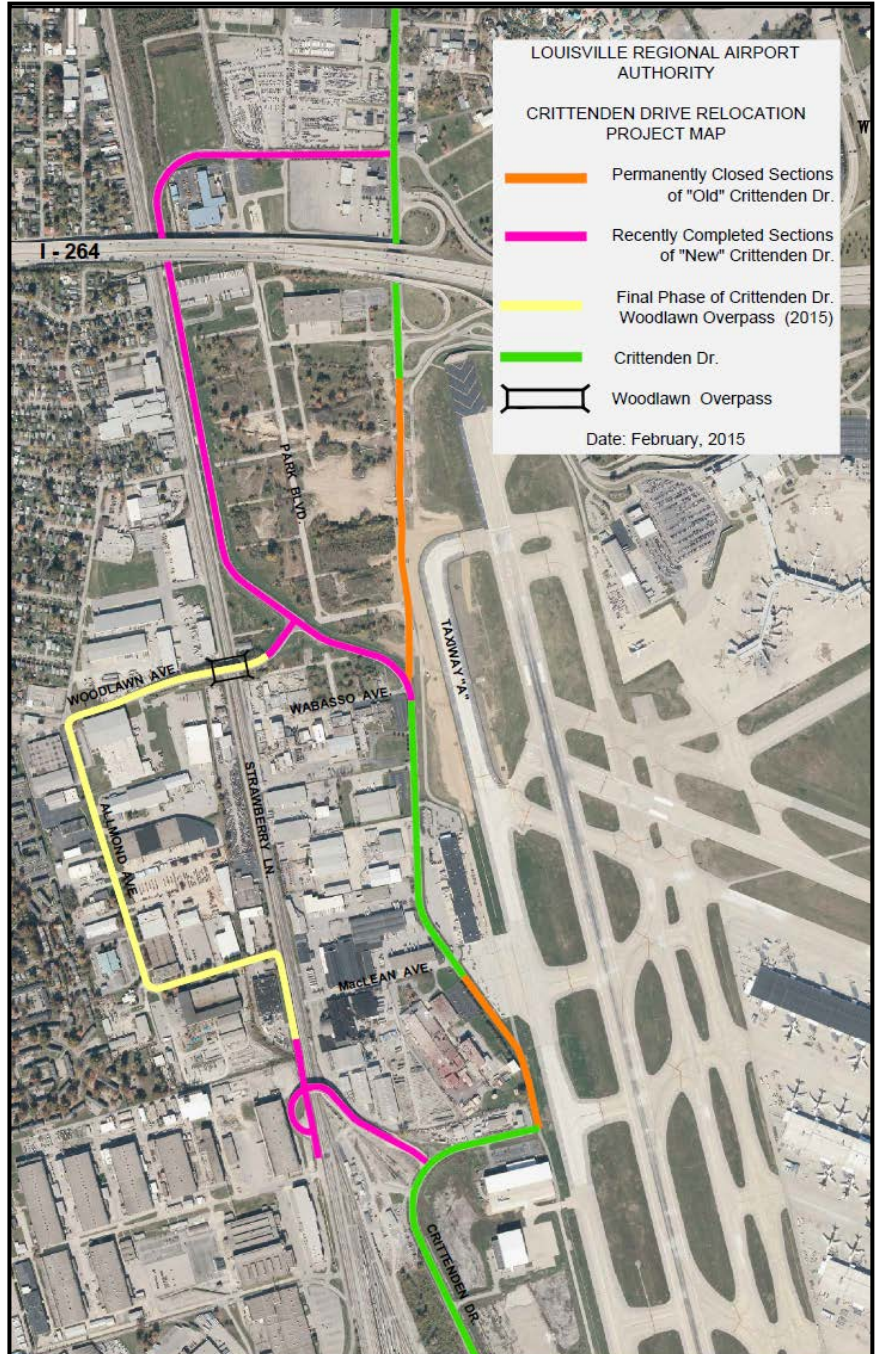 LOUISVILLE REGIONAL AIRPORT
AUTHORITY
CRITTENDEN DRIVE RELOCATION
PROJECT MAP
Permanently Closed Sections
of "Old" Crittenden Dr.
Recently Completed Sections
of "New" Crittenden Dr.
Final Phase of Crittenden Dr.
Woodlawn Overpass (2015)
Crittenden Dr.
Woodlawn Overpass
Date: February, 2015
W
I - 264
PARK BLVD
TAXIWAY "A"
WOODLAWN AVE.
WABASSO AVE.
STRAWBERRY LN.
ALLMOND AVE.
MacLEAN AVE.
CRITTENDEN DR.